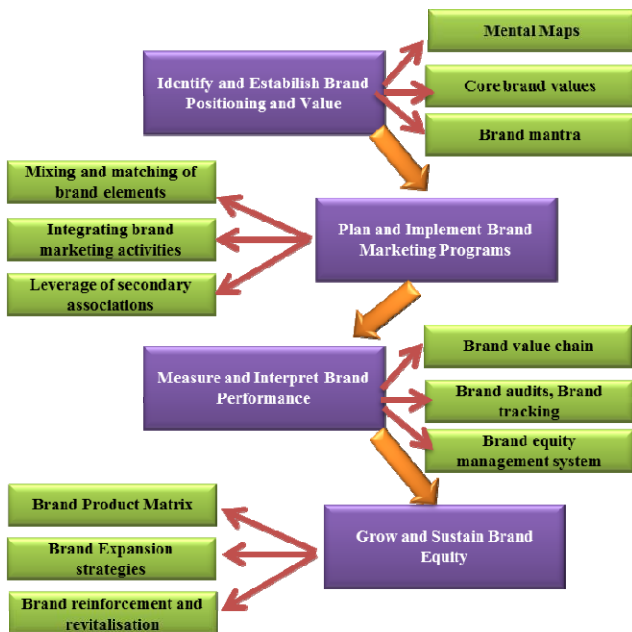 Identify and Estabilish Brand
Positioning and Value
Mental Maps
Core brand values
Brand mantra
Plan and Implement Brand
Marketing Programs
Mixing and matching of
brand elements
Integrating brand
marketing activities
Leverage of secondary
associations
Measure and Interpret Brand
Performance
Brand value chain
Brand audits, Brand
tracking
Brand equity
management system
Grow and Sustain Brand
Equity
Brand Product Matrix
Brand Expansion
strategies
Brand reinforcement and
revitalisation